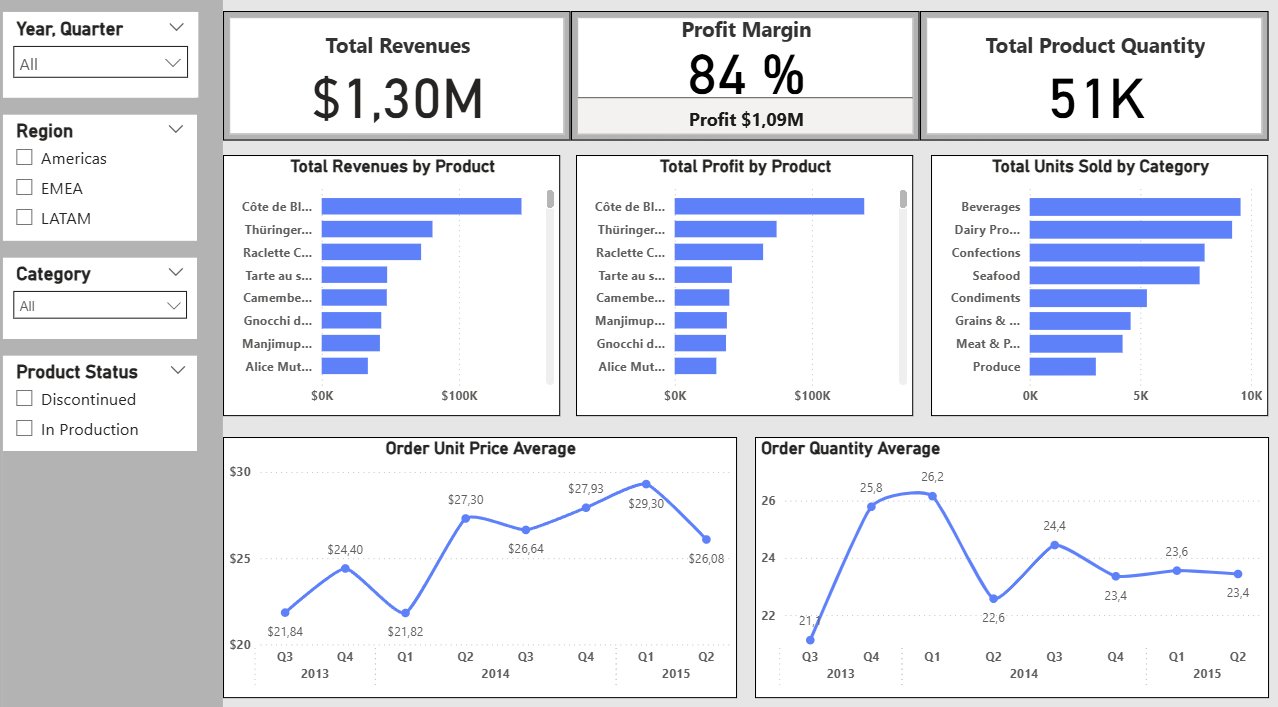 Year, Quarter
All
Region
Americas
EMEA
LATAM
Category
All
Product Status
Discontinued
In Production
Total Revenues
$1,30M
Profit Margin
84 %
Profit $1,09M
Total Product Quantity
51K
Total Revenues by Product
Côte de Bl...
Thüringer...
Raclette C...
Tarte au s...
Camembe...
Gnocchi d...
Manjimup...
Alice Mut...
$0K $100K
Total Profit by Product
Côte de Bl...
Thüringer...
Raclette C...
Tarte au s...
Camembe...
Manjimup...
Gnocchi d...
Alice Mut...
$0K $100K
Total Units Sold by Category
Beverages
Dairy Pro...
Confections
Seafood
Condiments
Grains & ...
Meat & P...
Produce
0K 5K 10K
Order Unit Price Average
$30
$25
$20
$21,84
$24,40
$21,82
$27,30
$26,64
$27,93
$29,30
$26,08
Q3 Q4 Q1 Q2 Q3 Q4 Q1 Q2
2013 2014 2015
Order Quantity Average
26
24
22
21,1
25,8
26,2
22,6
24,4
23,4
23,6
23,4
Q3 Q4 Q1 Q2 Q3 Q4 Q1 Q2
2013 2014 2015